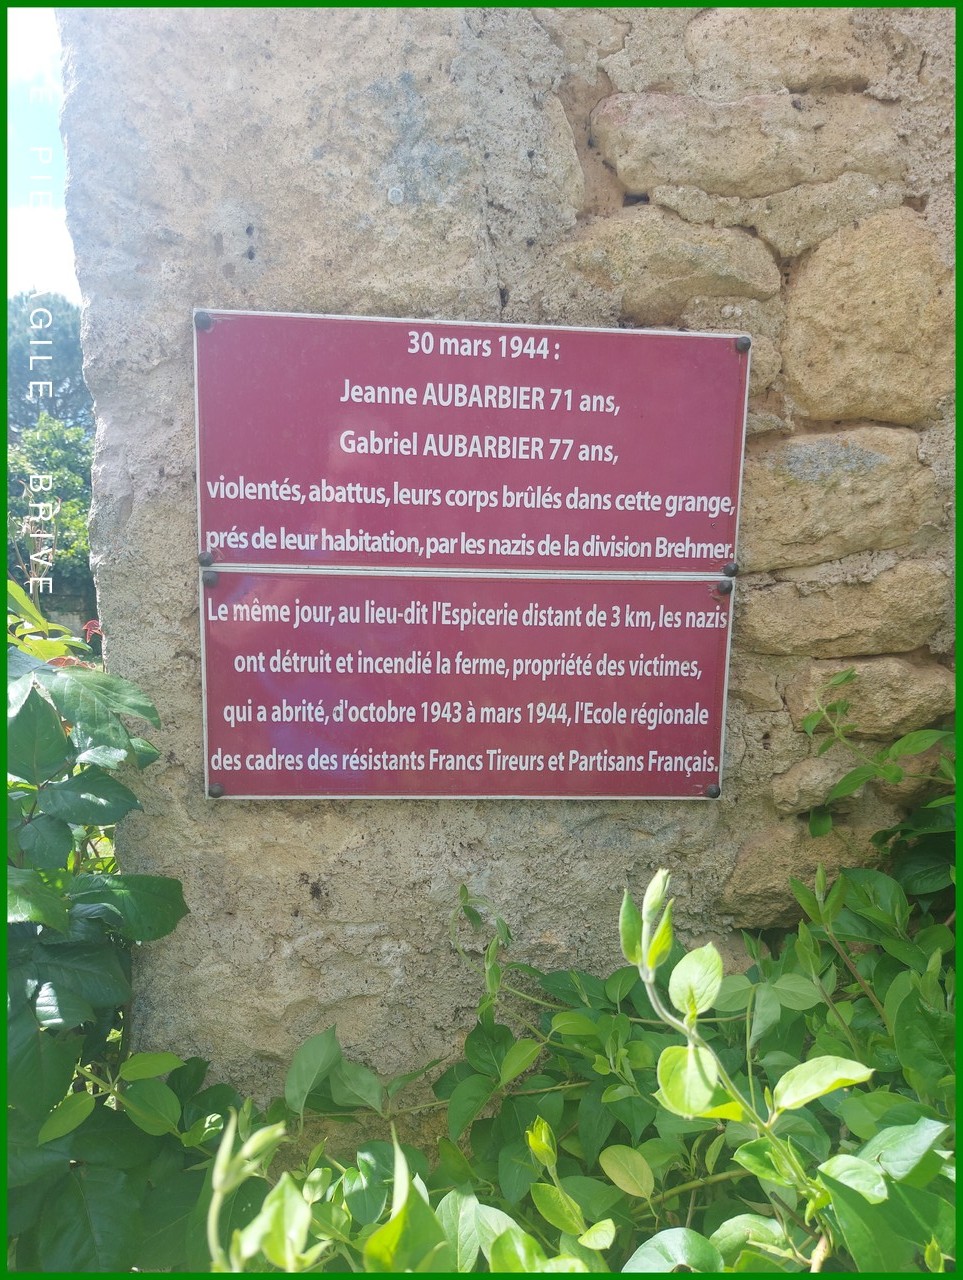 30 mars 1944 :
Jeanne AUBARBIER 71 ans,
Gabriel AUBARBIER 77 ans,
violentés, abattus, leurs corps brûlés dans cette grange,
prés de leur habitation, par les nazis de la division Brehmer.
Le même jour, au lieu-dit l'Espicerie distant de 3 km, les nazis
ont détruit et incendié la ferme, propriété des victimes,
qui a abrité, d'octobre 1943 à mars 1944, l'Ecole régionale
des cadres des résistants Francs Tireurs et Partisans Français.
BRIVE